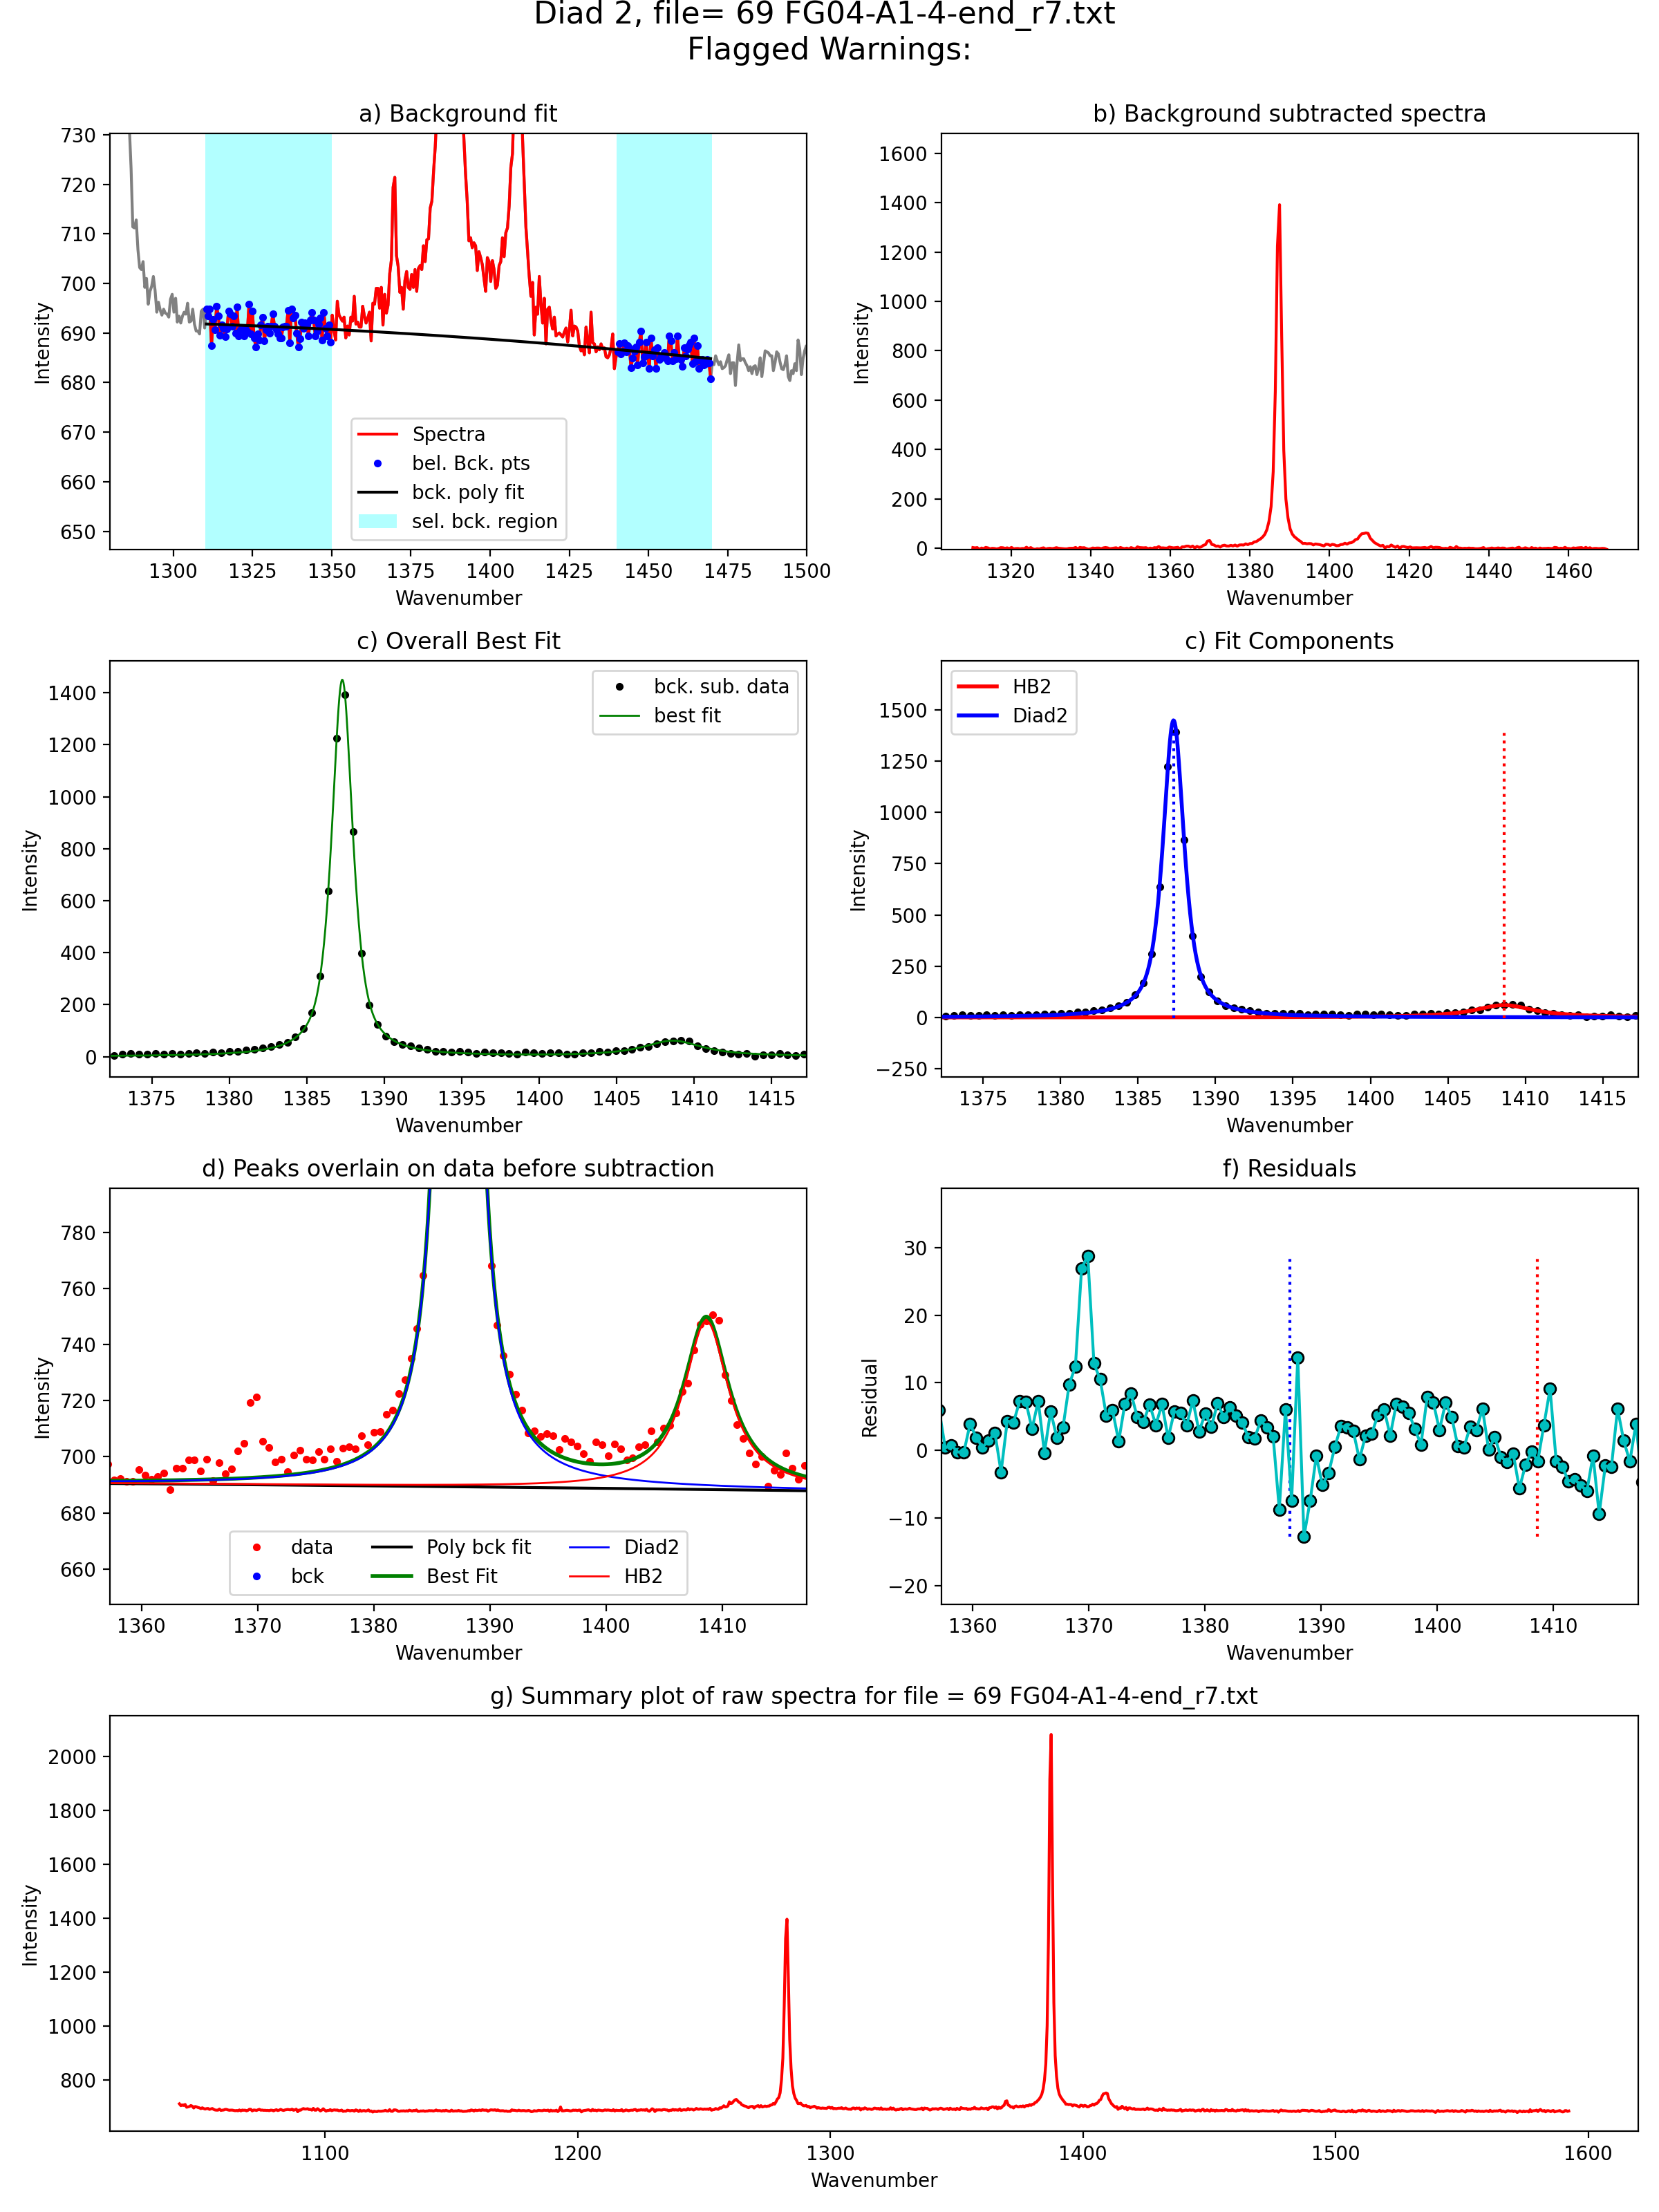 Diad 2, file= 69 FG04-A1-4-end_r7.txt
Flagged Warnings:
a) Background fit
730
720
710
700
690
680
670
660
650
Intensity
Spectra
bel. Bck. pts
bck. poly fit
sel. bck. region
1300 1325 1350 1375 1400 1425 1450 1475 1500
Wavenumber
b) Background subtracted spectra
1600
1400
1200
1000
800
600
400
200
0
Intensity
1320 1340 1360 1380 1400 1420 1440 1460
Wavenumber
c) Overall Best Fit
1400
1200
1000
800
600
400
200
0
Intensity
bck. sub. data
best fit
1375 1380 1385 1390 1395 1400 1405 1410 1415
Wavenumber
c) Fit Components
1500
1250
1000
750
500
250
0
−250
Intensity
HB2
Diad2
1375 1380 1385 1390 1395 1400 1405 1410 1415
Wavenumber
d) Peaks overlain on data before subtraction
780
760
740
720
700
680
660
Intensity
data
bck
Poly bck fit
Best Fit
Diad2
HB2
1360 1370 1380 1390 1400 1410
Wavenumber
f) Residuals
30
20
10
0
−10
−20
Residual
1360 1370 1380 1390 1400 1410
Wavenumber
g) Summary plot of raw spectra for file = 69 FG04-A1-4-end_r7.txt
2000
1800
1600
1400
1200
1000
800
Intensity
1100 1200 1300 1400 1500 1600
Wavenumber